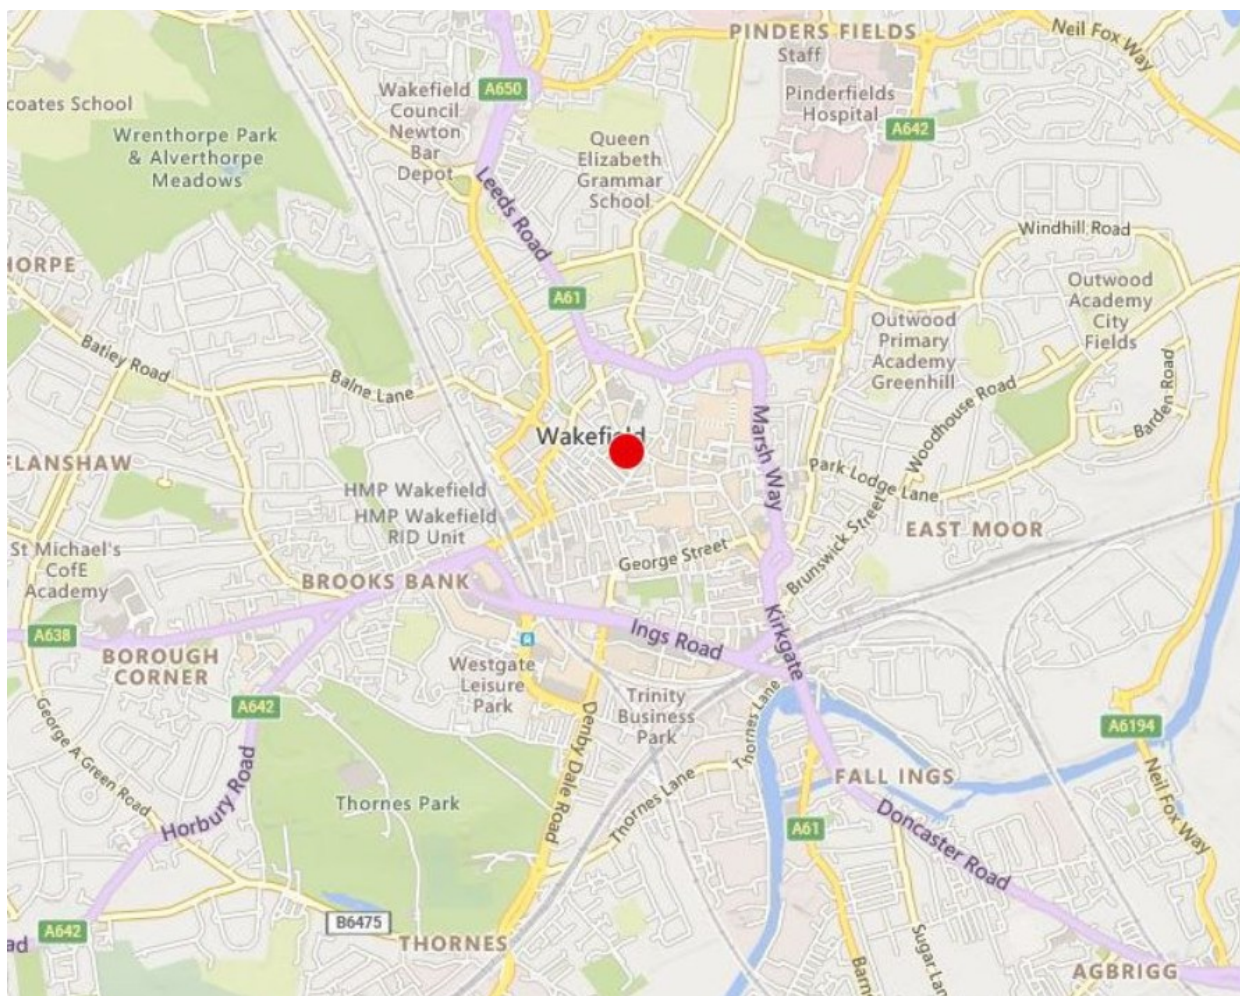 PINDERS FIELDS
Staff
Neil Fox Way
Wakefield
Council
Newton
Bar
Depot
A650
Pinderfields
Hospital
coates School
A642
Wrenthorpe Park
& Alverthorpe
Meadows
Queen
Elizabeth
Grammar
School
Leeds Road
Windhill Road
HORPE
A61
Outwood
Academy
City
Fields
Outwood
Primary
Academy
Greenhill
Batley Road
Balne Lane
Barden Road
Woodhouse Road
Marsh Way
Wakefield
FLANSHAW
Park Lodge Lane
HMP Wakefield
HMP Wakefield
RID Unit
EAST MOOR
St Michael's
CofE
Academy
George Street
Brunswick Street
BROOKS BANK
A638
Ings Road
Kirkgate
BOROUGH
CORNER
Westgate
Leisure
Park
Trinity
Business
Park
A642
Thornes Lane
A6194
George A Green Road
Denby Dale Road
Horbury Road
Thornes Park
Thornes Lane
FALL INGS
A61
Doncaster Road
Neil Fox Way
B6475
A642
ad
THORNES
Sugar Lan
Barn
AGBRIGG